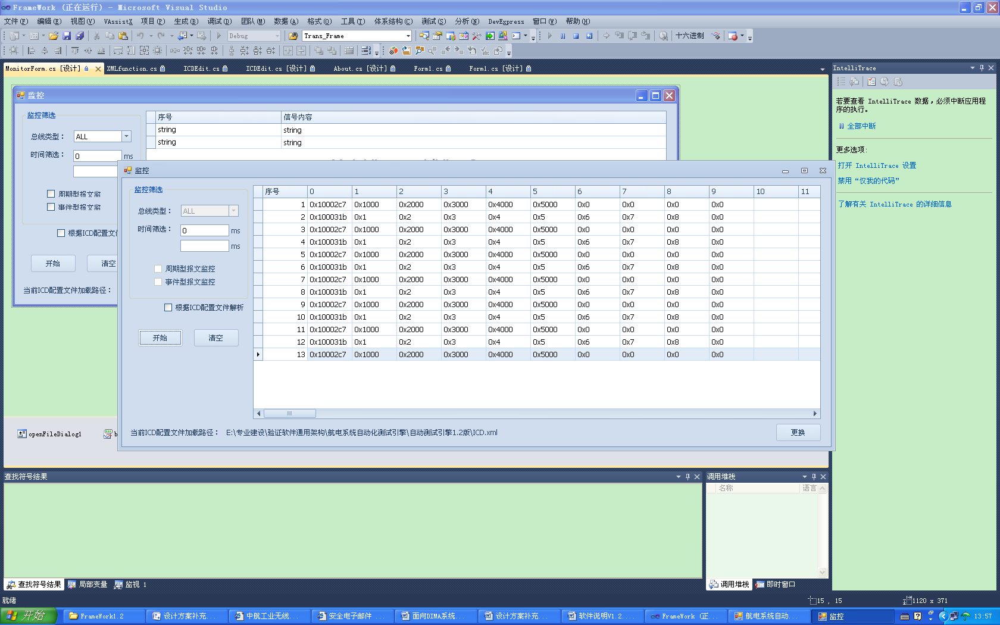 FrameWork (正在运行) - Microsoft Visual Studio
文件(F) 编辑(E) 视图(V) VAssistX 项目(P) 生成(B) 调试(D) 团队(M) 数据(A) 格式(O) 工具(T) 体系结构(C) 测试(S) 分析(N) DevExpress 窗口(W) 帮助(H)
Debug Trans_Frame 十六进制
MonitorForm.cs [设计] XMLfunction.cs ICDEdit.cs ICDEdit.cs [设计] About.cs [设计] Form1.cs Form1.cs [设计]
监控
监控筛选
总线类型： ALL
时间筛选： 0 ms
周期型报文监
事件型报文监
根据ICD配置文件
开始 清空
当前ICD配置文件加载路径：
序号 信号内容
string string
string string
监控
监控筛选
总线类型： ALL
时间筛选： 0 ms
ms
周期型报文监控
事件型报文监控
根据ICD配置文件解析
开始 清空
序号 0 1 2 3 4 5 6 7 8 9 10 11
1 0x10002c7 0x1000 0x2000 0x3000 0x4000 0x5000 0x0 0x0 0x0 0x0
2 0x100031b 0x1 0x2 0x3 0x4 0x5 0x6 0x7 0x8 0x0
3 0x10002c7 0x1000 0x2000 0x3000 0x4000 0x5000 0x0 0x0 0x0 0x0
4 0x100031b 0x1 0x2 0x3 0x4 0x5 0x6 0x7 0x8 0x0
5 0x10002c7 0x1000 0x2000 0x3000 0x4000 0x5000 0x0 0x0 0x0 0x0
6 0x100031b 0x1 0x2 0x3 0x4 0x5 0x6 0x7 0x8 0x0
7 0x10002c7 0x1000 0x2000 0x3000 0x4000 0x5000 0x0 0x0 0x0 0x0
8 0x100031b 0x1 0x2 0x3 0x4 0x5 0x6 0x7 0x8 0x0
9 0x10002c7 0x1000 0x2000 0x3000 0x4000 0x5000 0x0 0x0 0x0 0x0
10 0x100031b 0x1 0x2 0x3 0x4 0x5 0x6 0x7 0x8 0x0
11 0x10002c7 0x1000 0x2000 0x3000 0x4000 0x5000 0x0 0x0 0x0 0x0
12 0x100031b 0x1 0x2 0x3 0x4 0x5 0x6 0x7 0x8 0x0
13 0x10002c7 0x1000 0x2000 0x3000 0x4000 0x5000 0x0 0x0 0x0 0x0
当前ICD配置文件加载路径： E:\专业建设\验证软件通用架构\航电系统自动化测试引擎\自动测试引擎1.2版\ICD.xml
更换
openFileDialog1 b
IntelliTrace
若要查看 IntelliTrace 数据，必须中断应用程
序的执行。
全部中断
更多选项:
打开 IntelliTrace 设置
禁用“仅我的代码”
了解有关 IntelliTrace 的详细信息
查找符号结果
调用堆栈
名称 语言
查找符号结果 局部变量 监视 1
调用堆栈 即时窗口
就绪 15 , 15 1120 x 371
开始 FrameWork1.2 设计方案补充... 中航工业无线... 安全电子邮件 ... 面向DIMA系统... 设计方案补充... 软件说明V1.2.... FrameWork (正... 航电系统自动... 监控 13:57